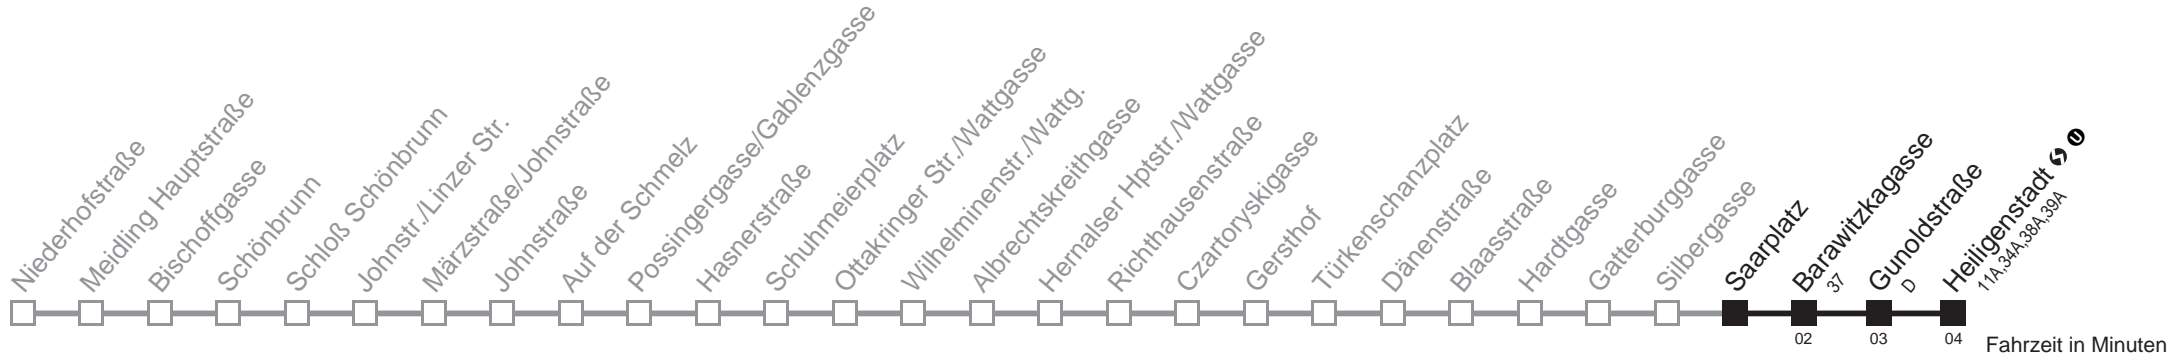 Niederhofstraße
Meidling Hauptstraße
Bischoffgasse
Schönbrunn
Schloß Schönbrunn
Johnstr./Linzer Str.
Märzstraße/Johnstraße
Johnstraße
Auf der Schmelz
Possingergasse/Gablenzgasse
Hasnerstraße
Schuhmeierplatz
Ottakringer Str./Wattgasse
Wilhelminenstr./Wattg.
Albrechtskreithgasse
Hernalser Hptstr./Wattgasse
Richthausenstraße
Czartoryskigasse
Gersthof
Türkenschanzplatz
Dänenstraße
Blaasstraße
Hardtgasse
Gatterburggasse
Silbergasse
Saarplatz
Barawitzkagasse
37
Gunoldstraße
D
Heiligenstadt S U
11A,34A,38A,39A
02 03 04
Fahrzeit in Minuten